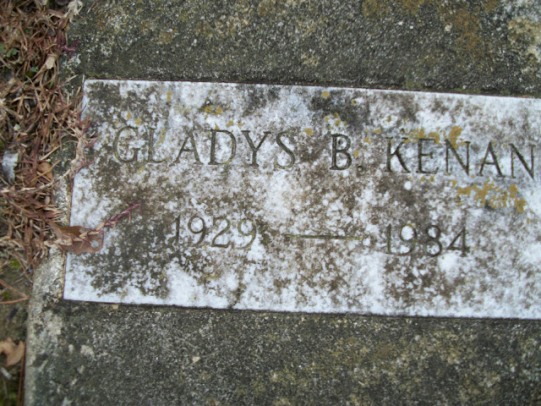 GLADYS B. KENAN
1929 — 1984